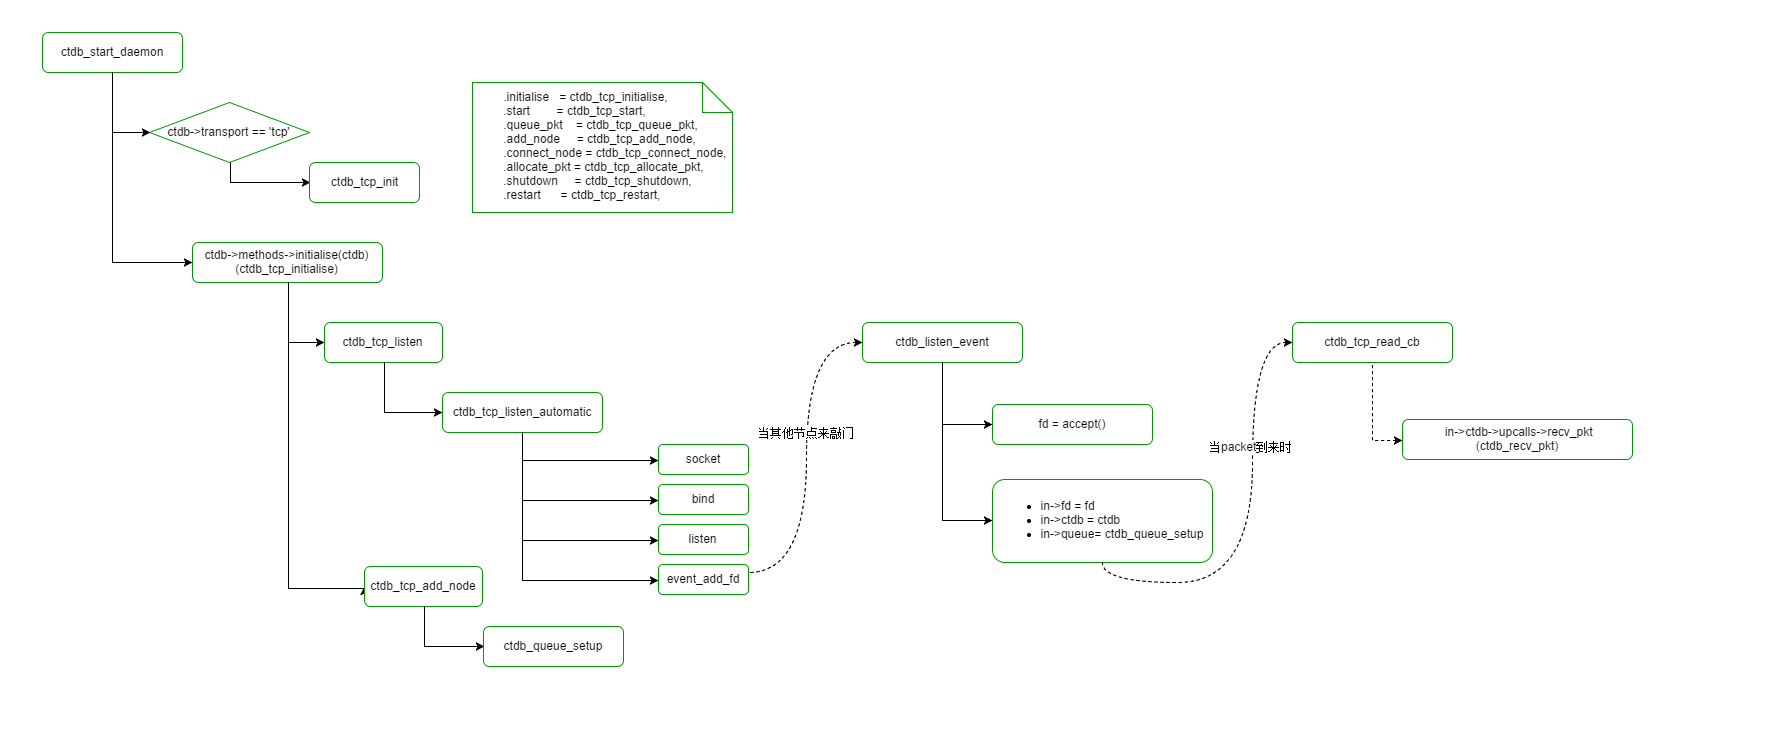 ctdb_start_daemon
ctdb->transport == 'tcp'
ctdb_tcp_init
.initialise = ctdb_tcp_initialise,
.start = ctdb_tcp_start,
.queue_pkt = ctdb_tcp_queue_pkt,
.add_node = ctdb_tcp_add_node,
.connect_node = ctdb_tcp_connect_node,
.allocate_pkt = ctdb_tcp_allocate_pkt,
.shutdown = ctdb_tcp_shutdown,
.restart = ctdb_tcp_restart,
ctdb->methods->initialise(ctdb)
(ctdb_tcp_initialise)
ctdb_tcp_listen
ctdb_tcp_listen_automatic
socket
bind
listen
event_add_fd
ctdb_tcp_add_node
ctdb_queue_setup
当其他节点来敲门
ctdb_listen_event
fd = accept()
• in->fd = fd
• in->ctdb = ctdb
• in->queue= ctdb_queue_setup
当packet到来时
ctdb_tcp_read_cb
in->ctdb->upcalls->recv_pkt
(ctdb_recv_pkt)